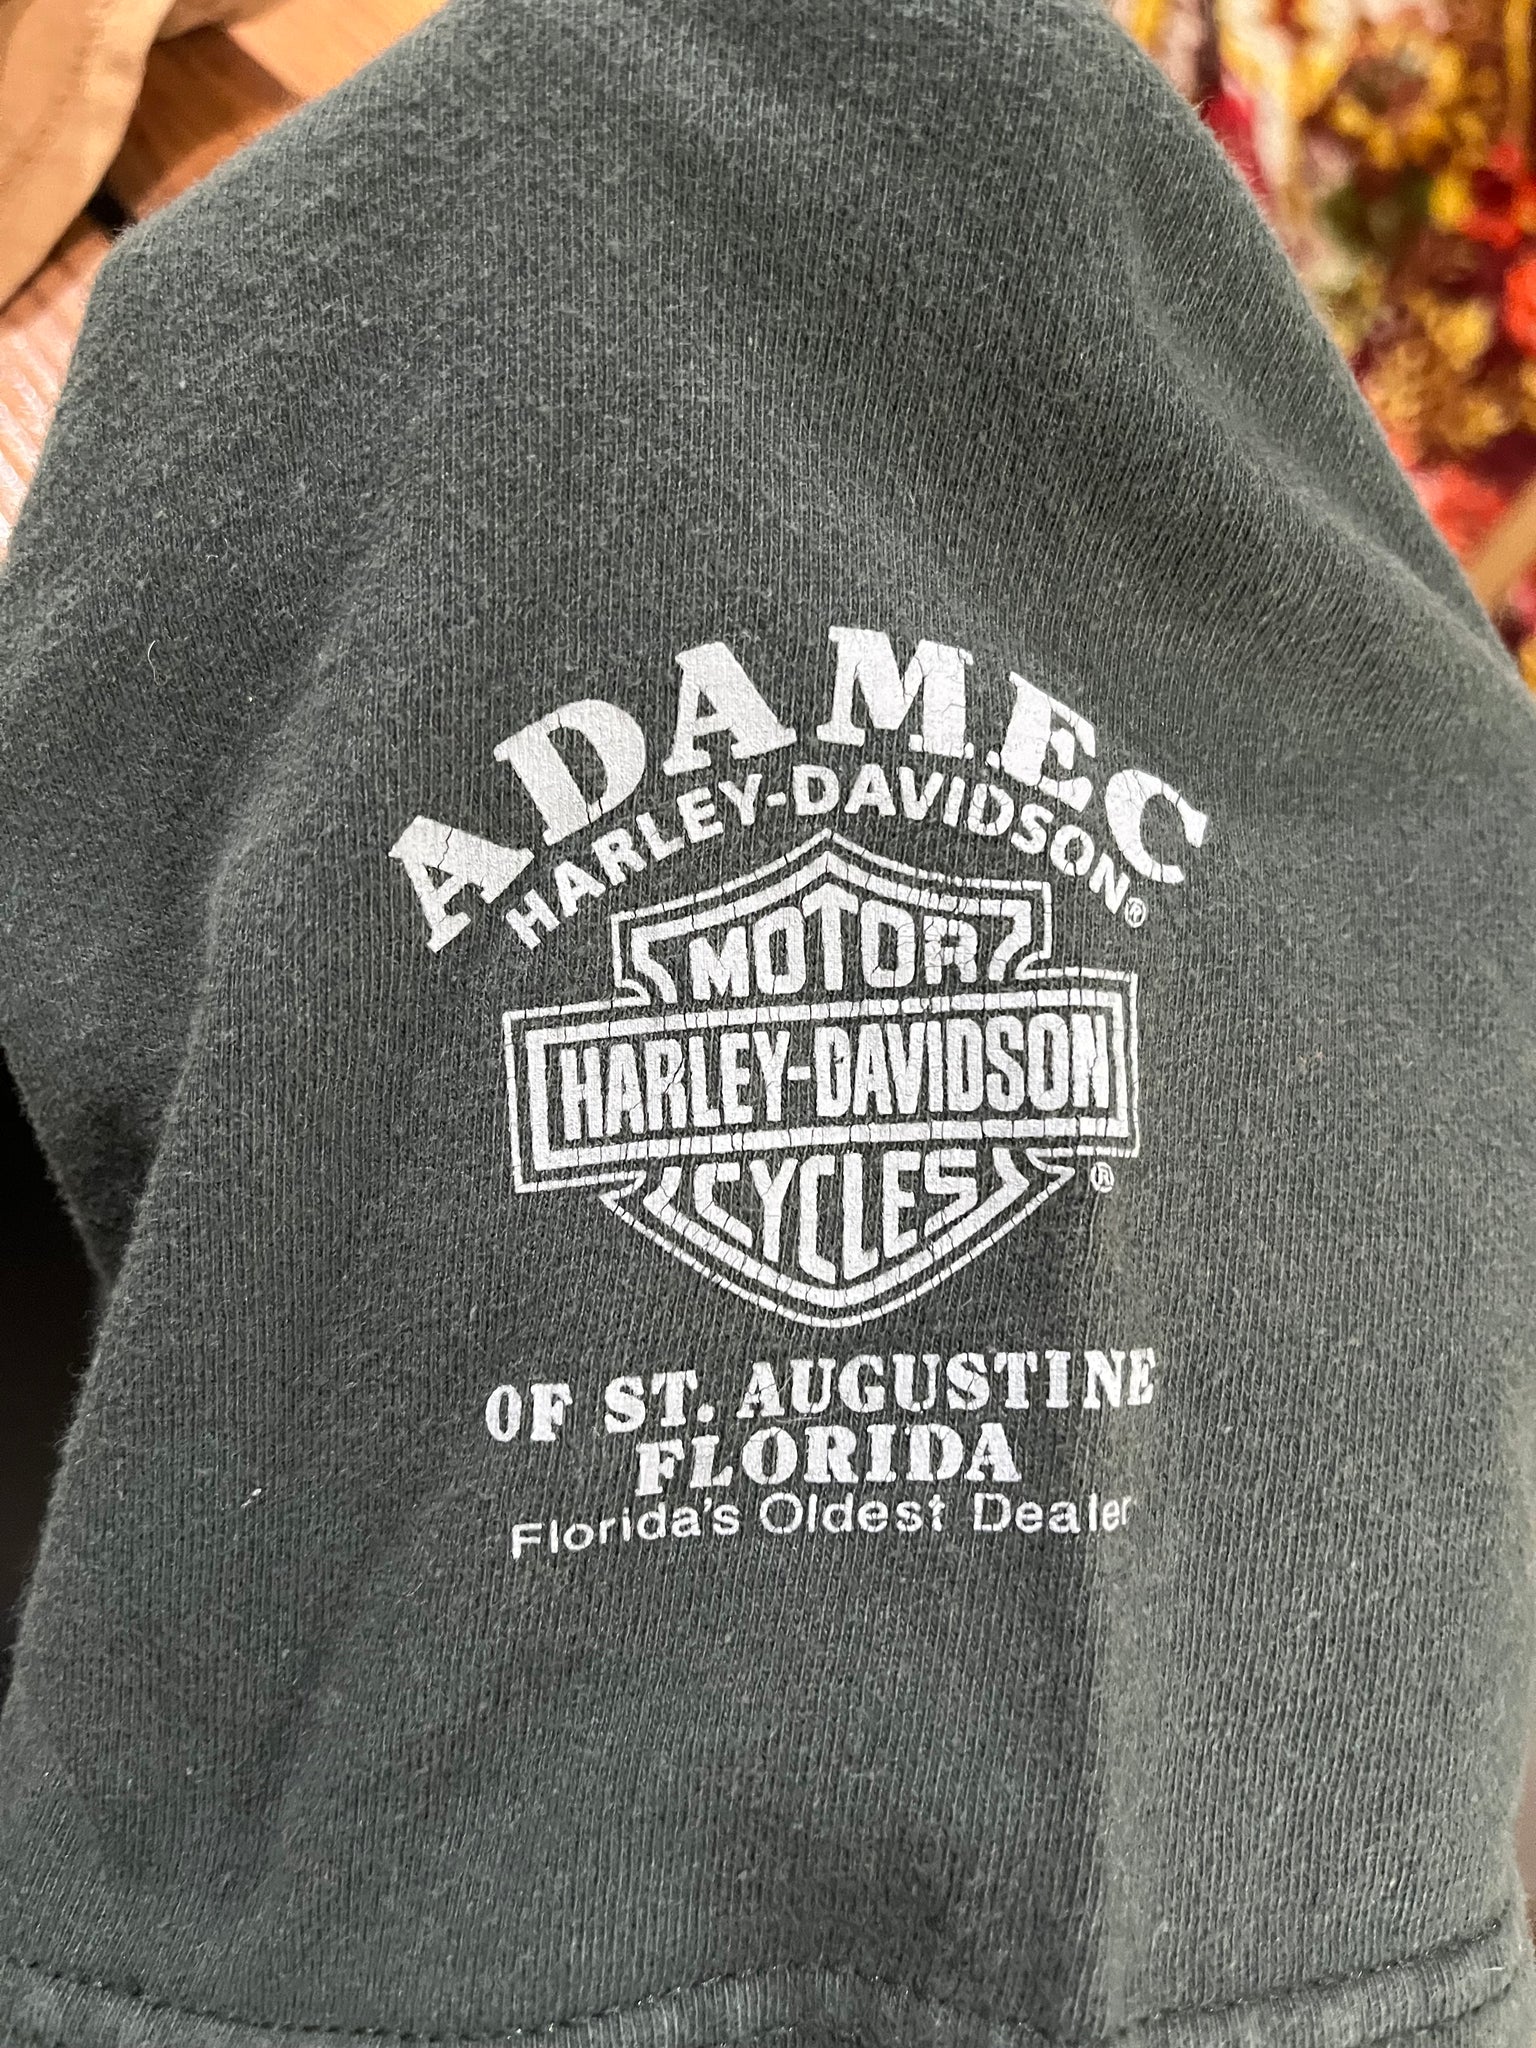 ADAMEC
HARLEY-DAVIDSON®
MOTOR
HARLEY-DAVIDSON
CYCLES
®
OF ST. AUGUSTINE
FLORIDA
Florida's Oldest Dealer